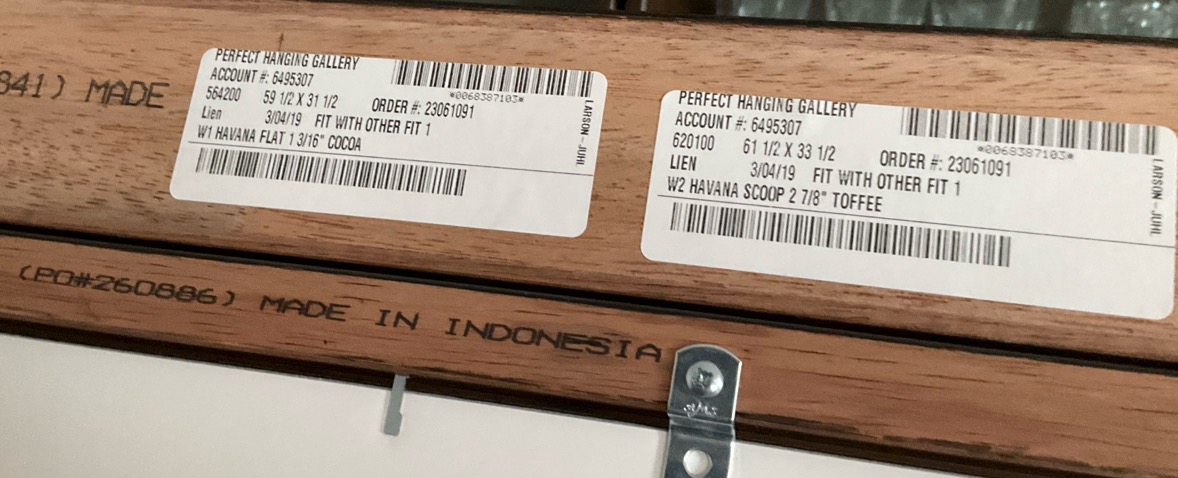 841) MADE
PERFECT HANGING GALLERY
ACCOUNT #: 6495307
*0068387103*
564200 59 1/2 X 31 1/2 ORDER #: 23061091
Lien 3/04/19 FIT WITH OTHER FIT 1
W1 HAVANA FLAT 1 3/16" COCOA
LARSON-JUHL
PERFECT HANGING GALLERY
ACCOUNT #: 6495307
*0068387103*
620100 61 1/2 X 33 1/2 ORDER #: 23061091
LIEN 3/04/19 FIT WITH OTHER FIT 1
W2 HAVANA SCOOP 2 7/8" TOFFEE
LARSON-JUHL
(PO#260886) MADE IN INDONESIA